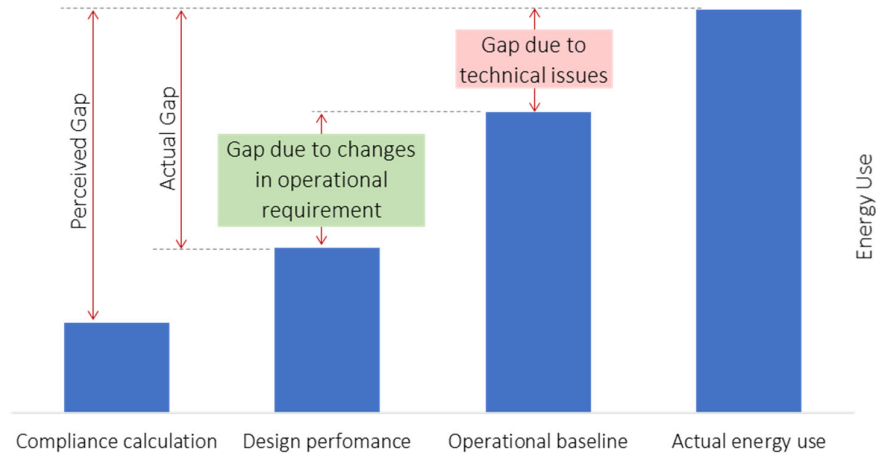 Gap due to
technical issues
Perceived Gap
Actual Gap
Gap due to changes
in operational
requirement
Energy Use
Compliance calculation
Design perfomance
Operational baseline
Actual energy use